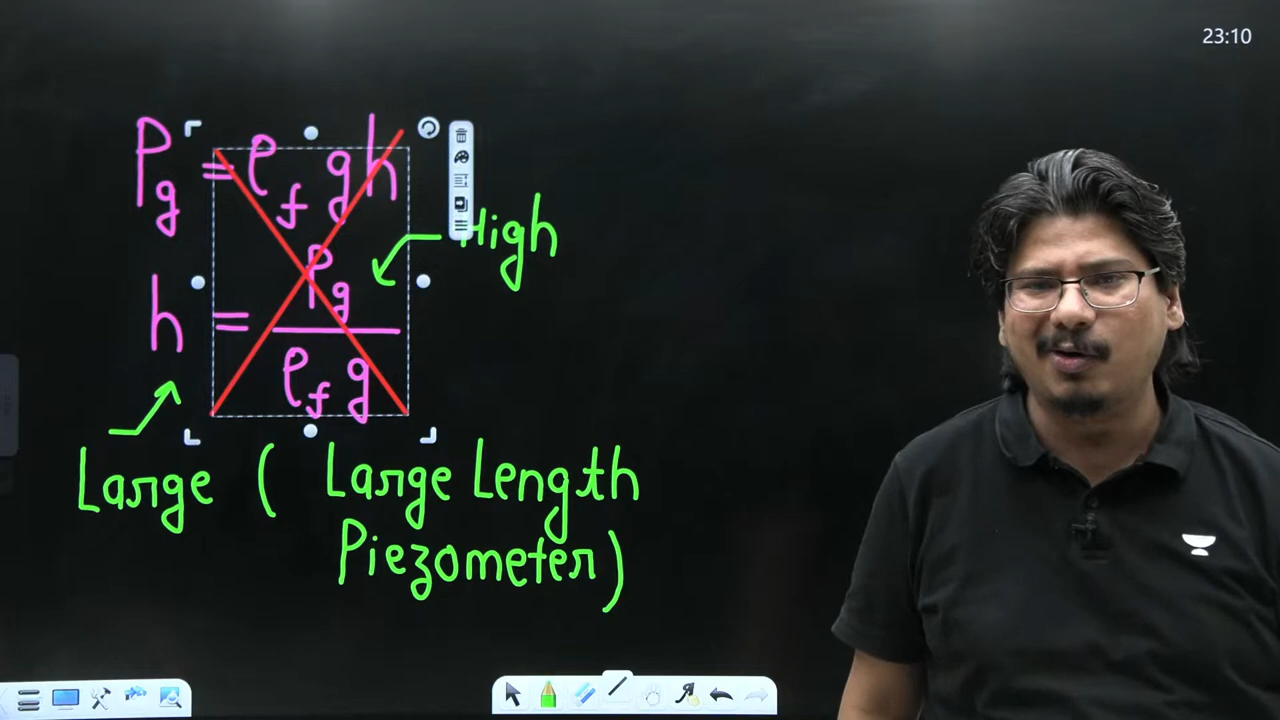 23:10
Pg = ρf g h
High
h = Pg / ρf g
Large ( Large Length
Piezometer)